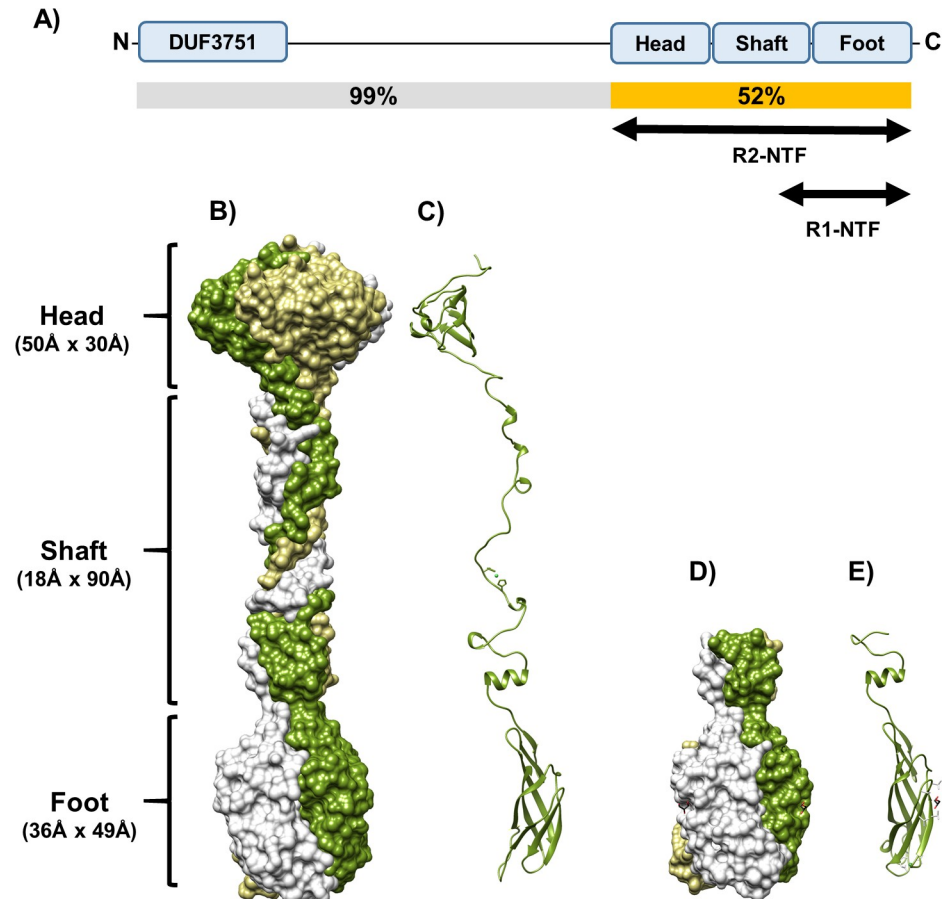 A)
N DUF3751 Head Shaft Foot C
99% 52%
R2-NTF
R1-NTF
B) C)
Head
(50Å x 30Å)
Shaft
(18Å x 90Å)
D) E)
Foot
(36Å x 49Å)